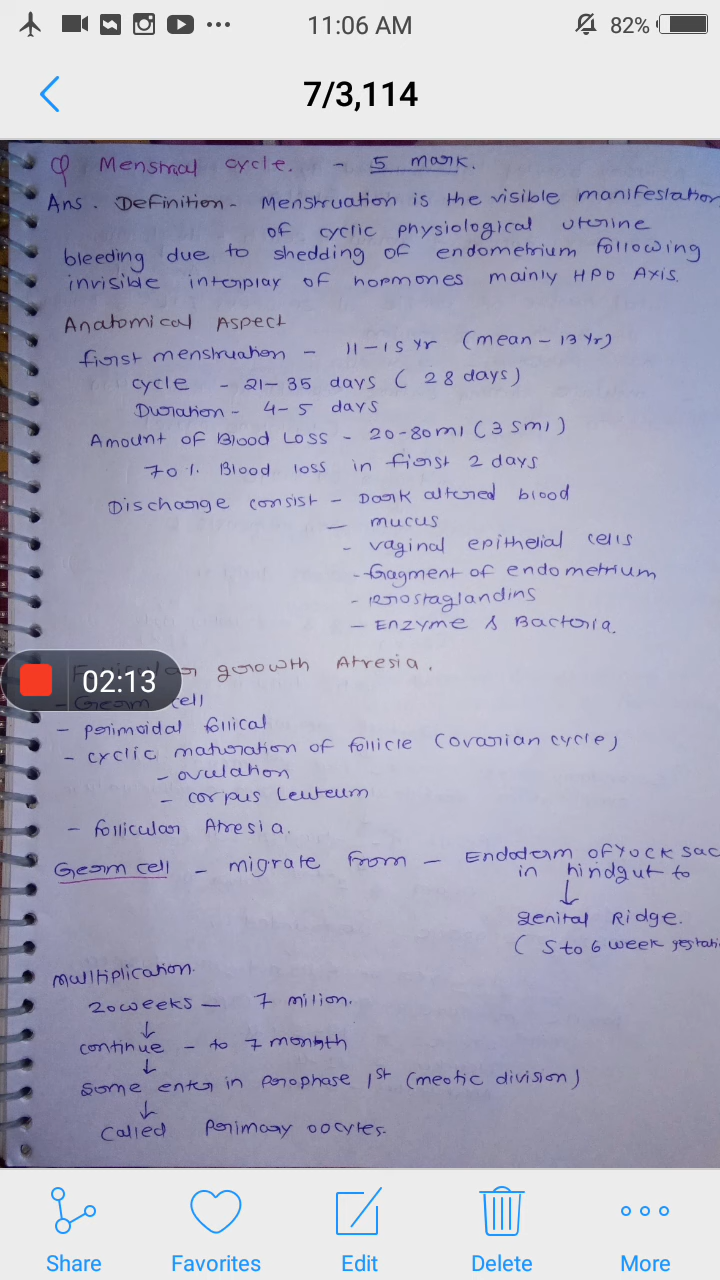 11:06 AM
82%
7/3,114
Q Menstrual cycle. - 5 mark.
Ans. Definition - Menstruation is the visible manifestation
of cyclic physiological uterine
bleeding due to shedding of endometrium following
invisible interplay of hormones mainly HPO Axis.
Anatomical Aspect
first menstruation - 11-15 Yr (mean - 13 Yr)
cycle - 21-35 days (28 days)
Duration - 4-5 days
Amount of Blood Loss - 20-80ml (35ml)
70% Blood loss in first 2 days
Discharge consist - Dark altered blood
- mucus
- vaginal epithelial cells
- fragment of endometrium
- Prostaglandins
- Enzyme & Bacteria.
growth Atresia.
02:13
- Germ cell
- primoidal follical
- cyclic maturation of follicle (ovarian cycle)
- ovulation
- corpus leuteum
- follicular Atresia.
Germ cell - migrate from - Endoderm of Yock sac
in hindgut to
↓
genital Ridge.
(5 to 6 week
multiplication.
20weeks - 7 milion.
↓
continue - to 7 month
↓
some enter in prophase 1st (meotic division)
↓
called primary oocytes.
Share Favorites Edit Delete More